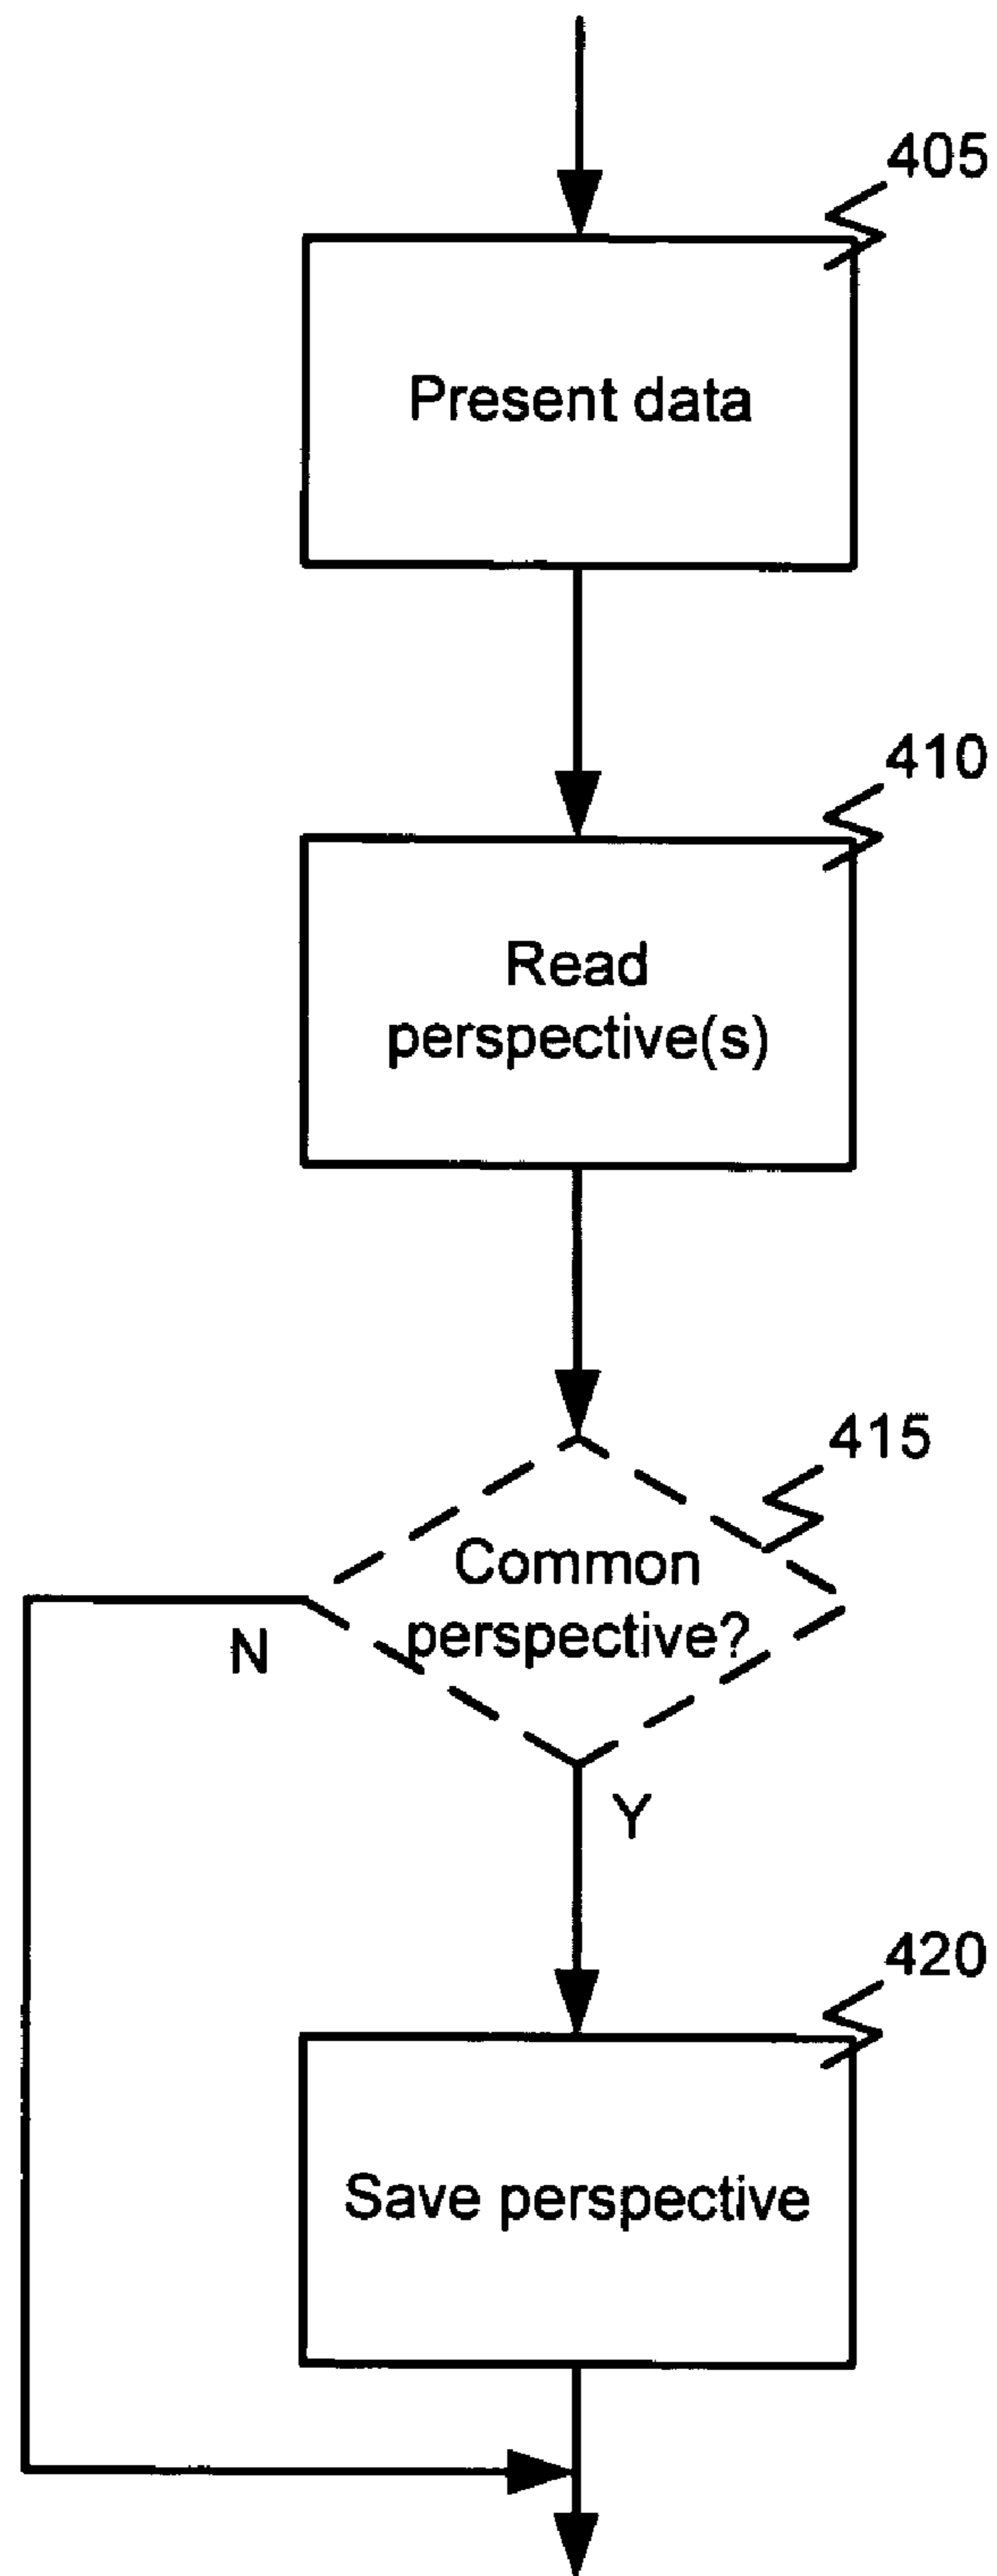 405
Present data
410
Read
perspective(s)
415
Common
perspective?
N
Y
420
Save perspective